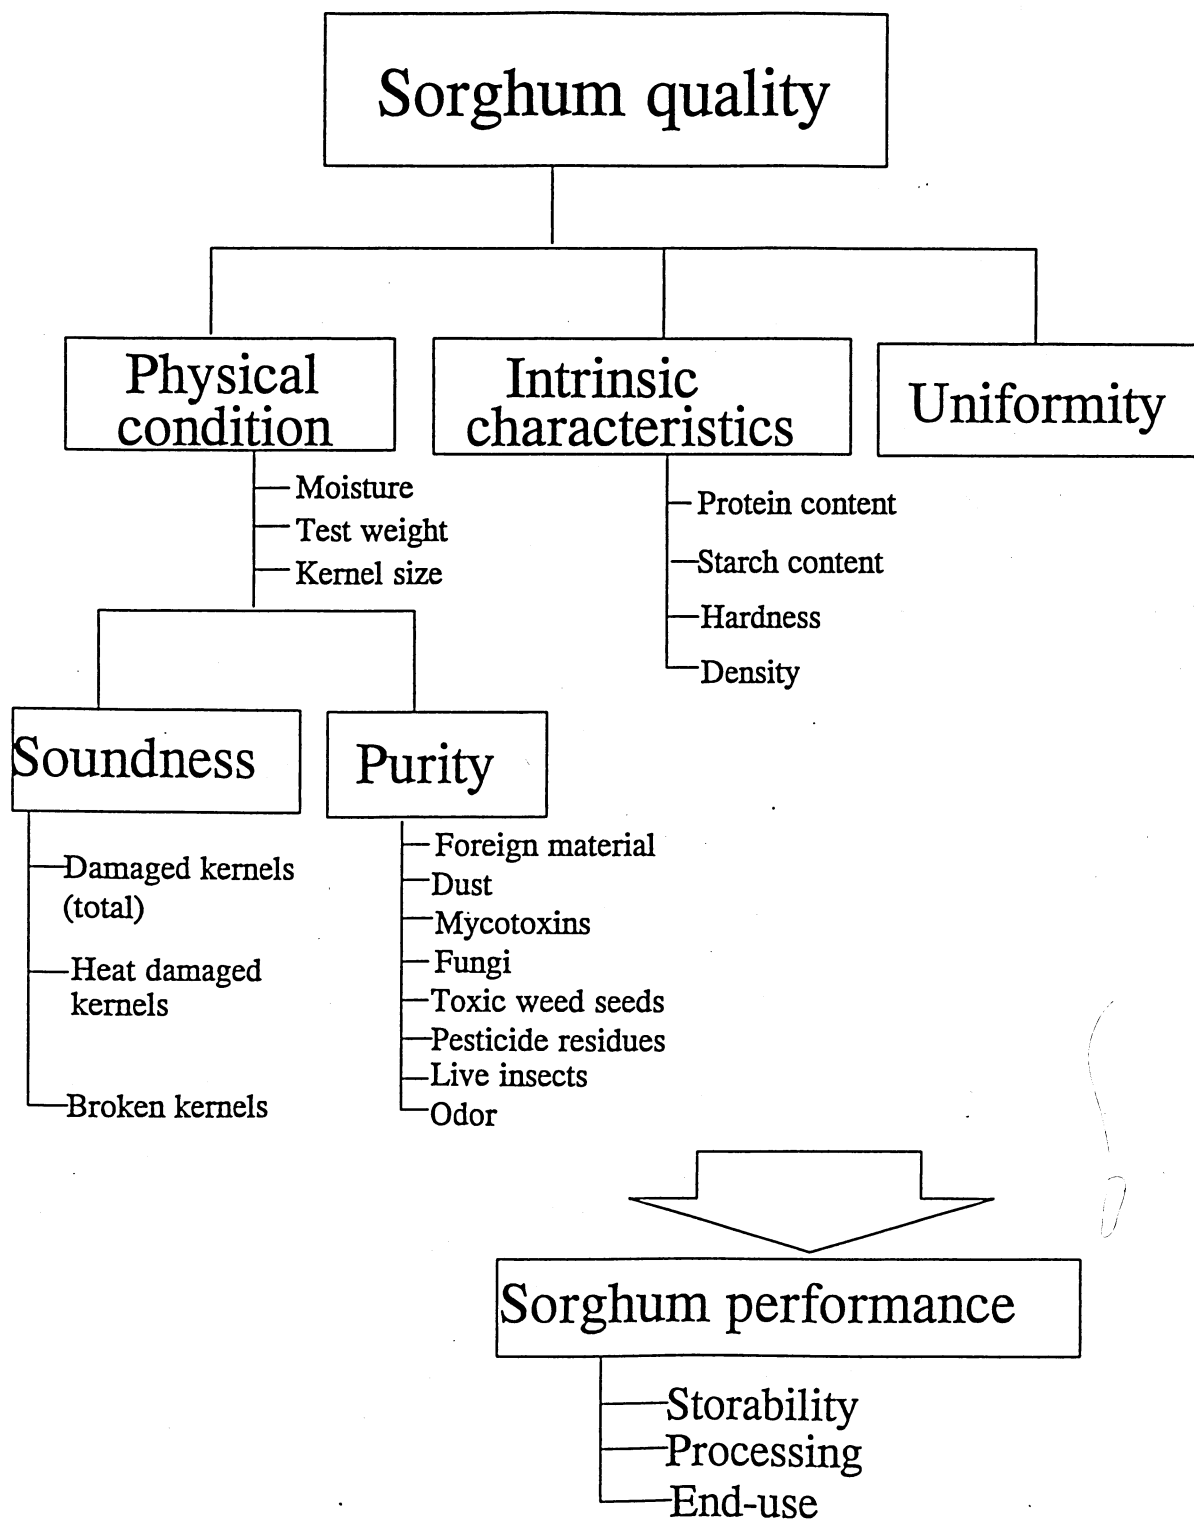 Sorghum quality
Physical
condition
Intrinsic
characteristics
Uniformity
Moisture
Test weight
Kernel size
Protein content
Starch content
Hardness
Density
Soundness
Purity
Damaged kernels
(total)
Heat damaged
kernels
Broken kernels
Foreign material
Dust
Mycotoxins
Fungi
Toxic weed seeds
Pesticide residues
Live insects
Odor
Sorghum performance
Storability
Processing
End-use